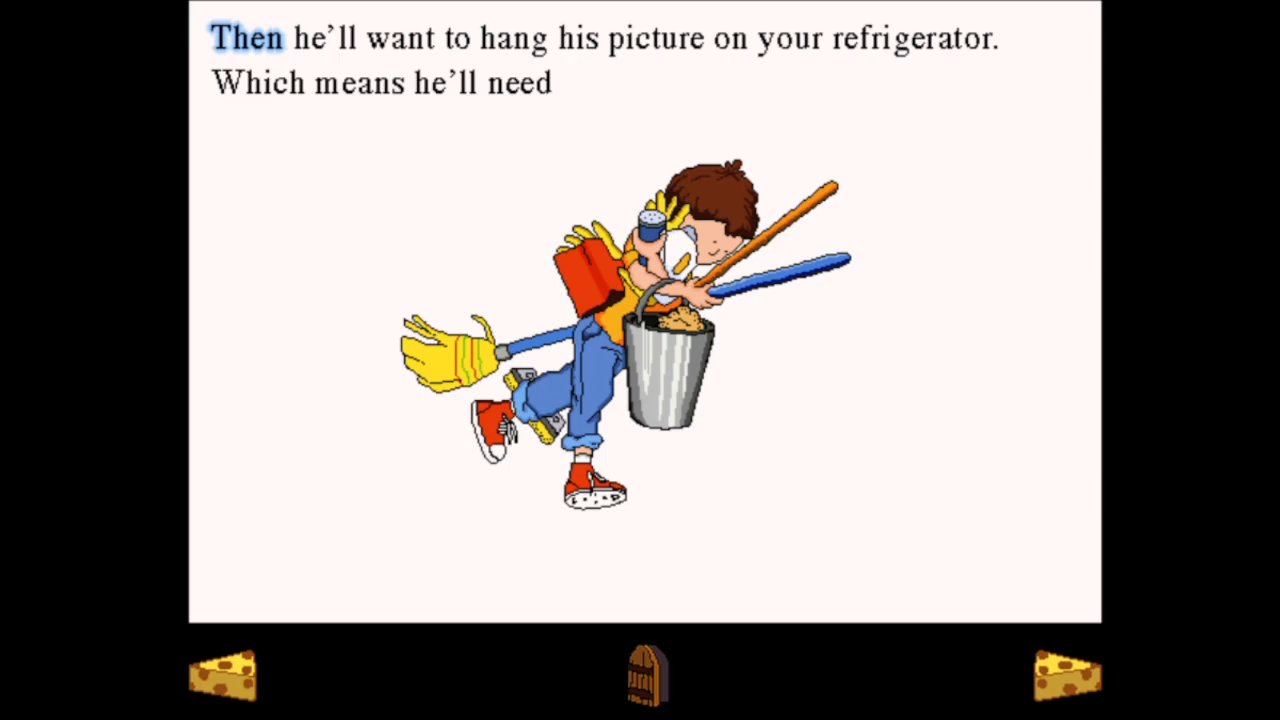 Then he’ll want to hang his picture on your refrigerator.
Which means he’ll need